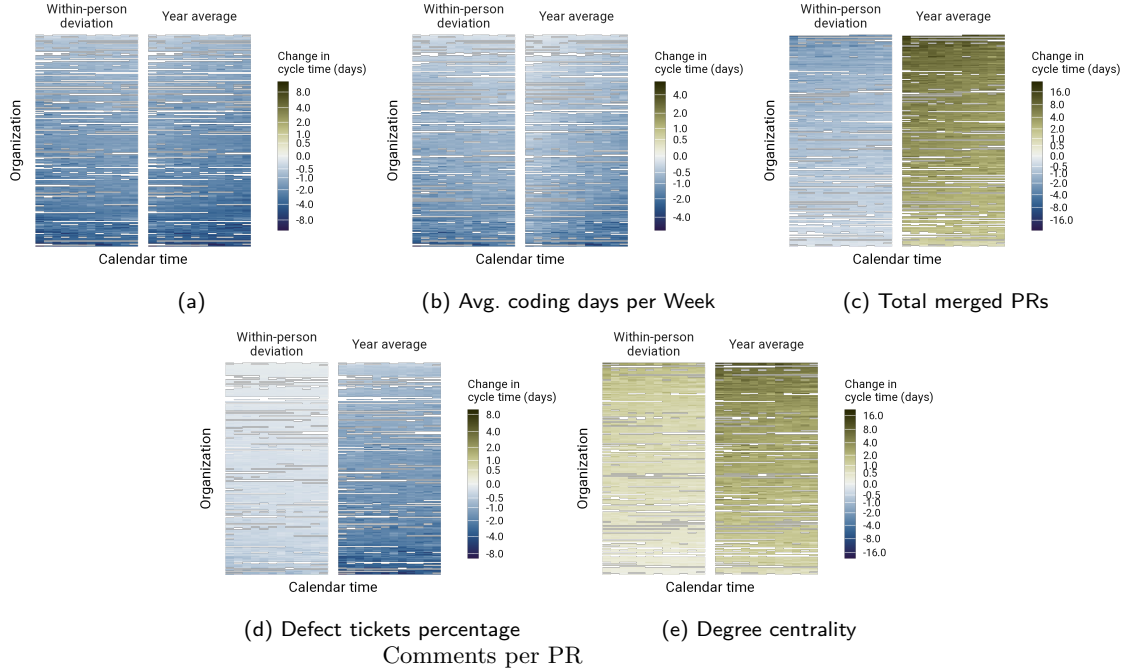 Within-person
deviation
Year average
Change in
cycle time (days)
8.0
4.0
2.0
1.0
0.5
0.0
-0.5
-1.0
-2.0
-4.0
-8.0
Organization
Calendar time
(a)
Within-person
deviation
Year average
Change in
cycle time (days)
4.0
2.0
1.0
0.5
0.0
-0.5
-1.0
-2.0
-4.0
Organization
Calendar time
(b) Avg. coding days per Week
Within-person
deviation
Year average
Change in
cycle time (days)
16.0
8.0
4.0
2.0
1.0
0.5
0.0
-0.5
-1.0
-2.0
-4.0
-8.0
-16.0
Organization
Calendar time
(c) Total merged PRs
Within-person
deviation
Year average
Change in
cycle time (days)
8.0
4.0
2.0
1.0
0.5
0.0
-0.5
-1.0
-2.0
-4.0
-8.0
Organization
Calendar time
(d) Defect tickets percentage
Within-person
deviation
Year average
Change in
cycle time (days)
16.0
8.0
4.0
2.0
1.0
0.5
0.0
-0.5
-1.0
-2.0
-4.0
-8.0
-16.0
Organization
Calendar time
(e) Degree centrality
Comments per PR